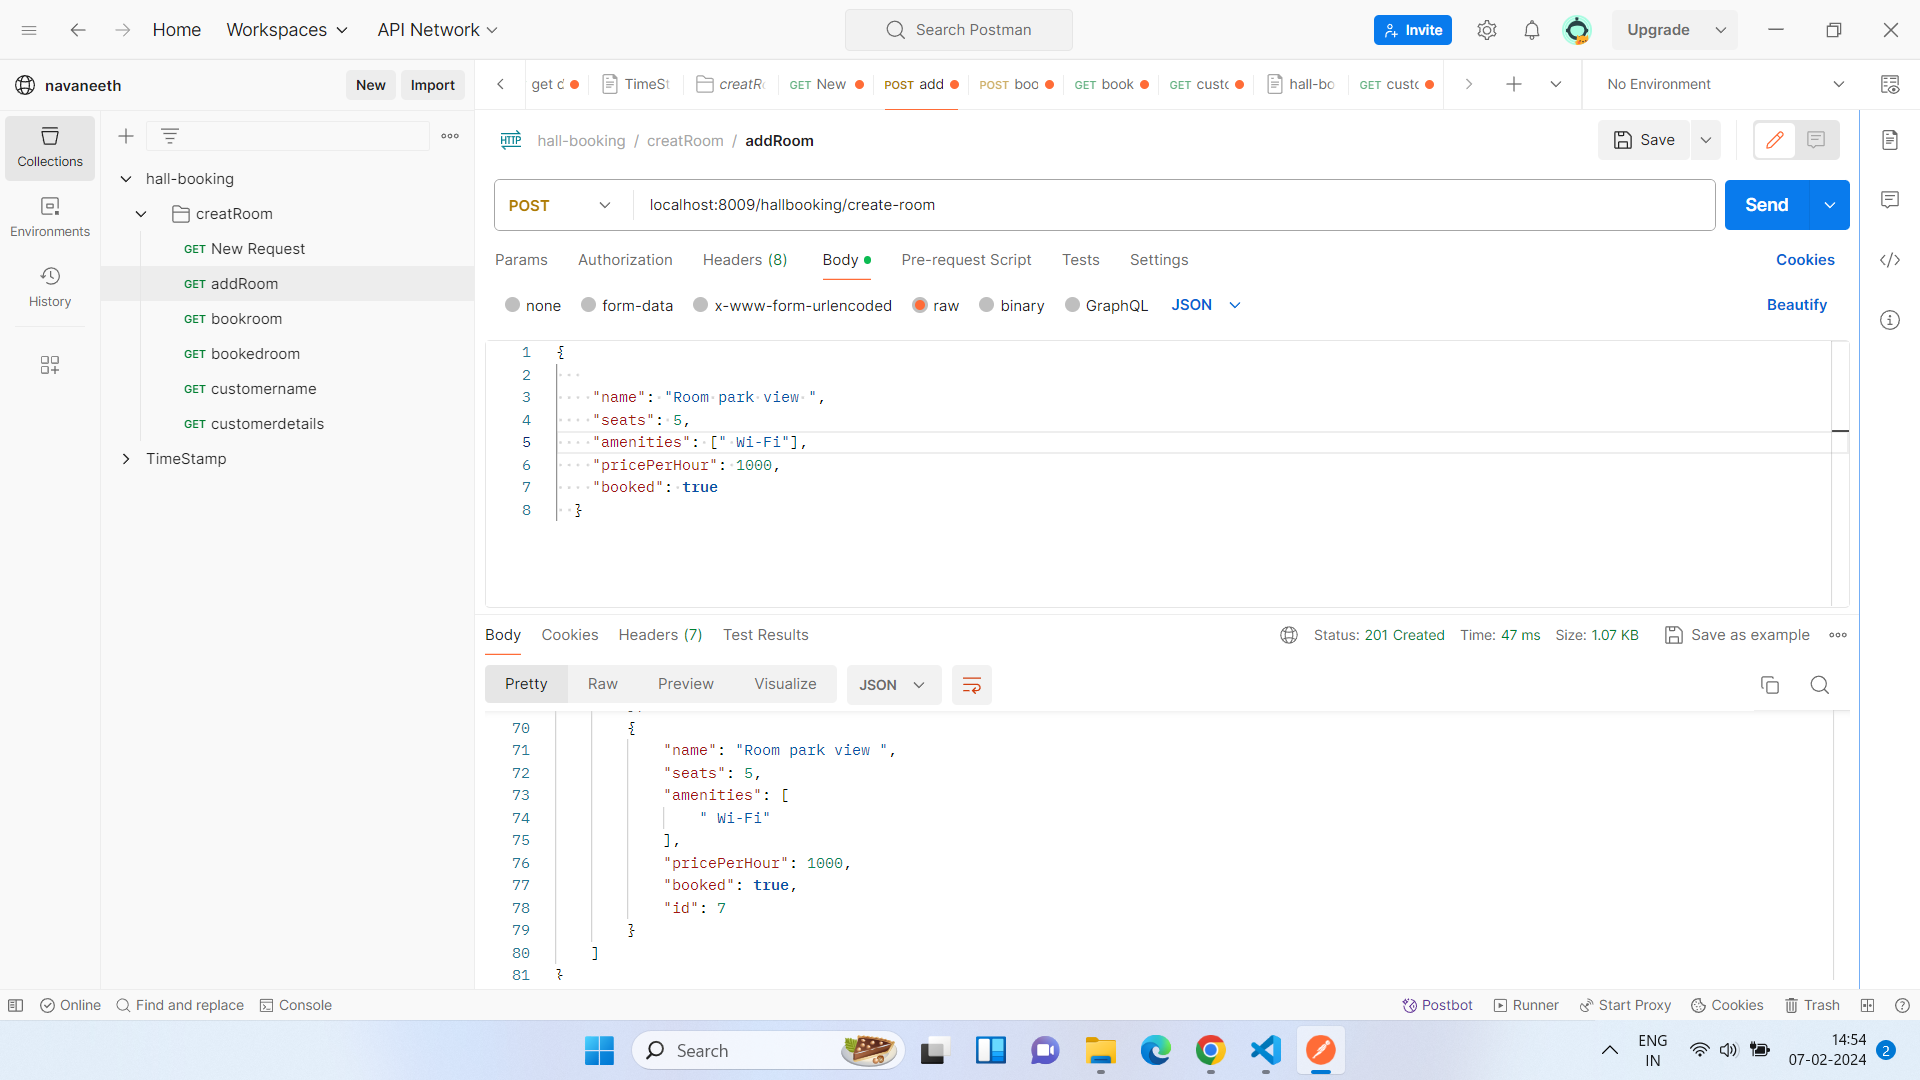 Home
Workspaces
API Network
Search Postman
Invite
Upgrade
navaneeth
New
Import
get d
TimeSt
creatR
GET New
POST add
POST boo
GET book
GET custo
hall-bo
GET custo
No Environment
Collections
Environments
History
hall-booking
creatRoom
GET New Request
GET addRoom
GET bookroom
GET bookedroom
GET customername
GET customerdetails
TimeStamp
HTTP
hall-booking / creatRoom / addRoom
Save
POST
localhost:8009/hallbooking/create-room
Send
Params
Authorization
Headers (8)
Body
Pre-request Script
Tests
Settings
Cookies
none
form-data
x-www-form-urlencoded
raw
binary
GraphQL
JSON
Beautify
1 {
2
3 "name": "Room park view ",
4 "seats": 5,
5 "amenities": [" Wi-Fi"],
6 "pricePerHour": 1000,
7 "booked": true
8 }
Body
Cookies
Headers (7)
Test Results
Status: 201 Created
Time: 47 ms
Size: 1.07 KB
Save as example
Pretty
Raw
Preview
Visualize
JSON
70 {
71 "name": "Room park view ",
72 "seats": 5,
73 "amenities": [
74 " Wi-Fi"
75 ],
76 "pricePerHour": 1000,
77 "booked": true,
78 "id": 7
79 }
80 ]
81 }
Online
Find and replace
Console
Postbot
Runner
Start Proxy
Cookies
Trash
Search
ENG
IN
14:54
07-02-2024
2